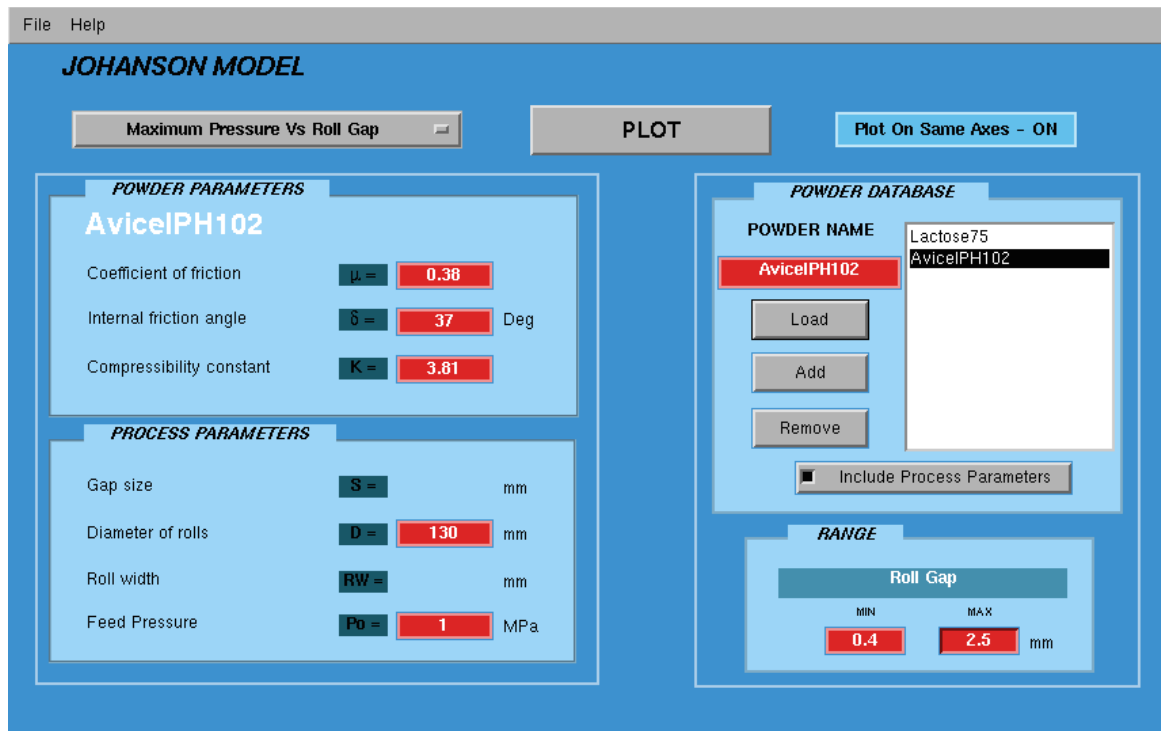 File Help
JOHANSON MODEL
Maximum Pressure Vs Roll Gap
PLOT
Plot On Same Axes - ON
POWDER PARAMETERS
AvicelPH102
Coefficient of friction μ = 0.38
Internal friction angle δ = 37 Deg
Compressibility constant K = 3.81
PROCESS PARAMETERS
Gap size S = mm
Diameter of rolls D = 130 mm
Roll width RW = mm
Feed Pressure Po = 1 MPa
POWDER DATABASE
POWDER NAME
AvicelPH102
Load
Add
Remove
Lactose75
AvicelPH102
Include Process Parameters
RANGE
Roll Gap
MIN MAX
0.4 2.5 mm